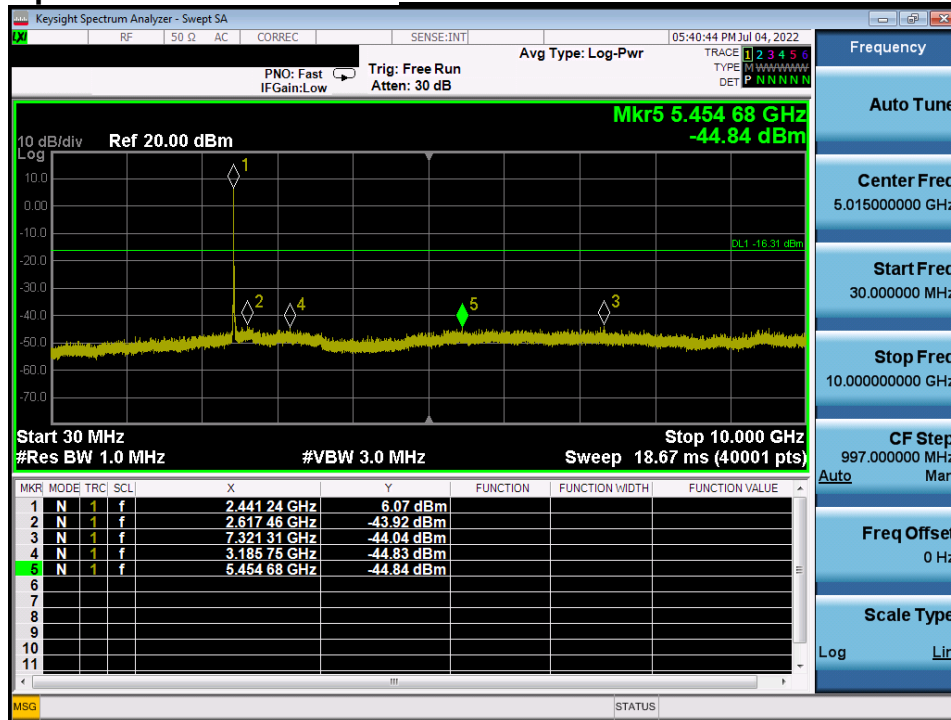 Keysight Spectrum Analyzer - Swept SA
LXI RF 50 Ω AC CORREC SENSE:INT 05:40:44 PM Jul 04, 2022
Avg Type: Log-Pwr
TRACE 1 2 3 4 5 6
TYPE M W W W W W
DET P N N N N N
PNO: Fast Trig: Free Run
IFGain:Low Atten: 30 dB
Mkr5 5.454 68 GHz
-44.84 dBm
10 dB/div Ref 20.00 dBm
Log
10.0
0.00
-10.0
-20.0
-30.0
-40.0
-50.0
-60.0
-70.0
1
2
4
5
3
DL1 -16.31 dBm
Start 30 MHz Stop 10.000 GHz
#Res BW 1.0 MHz #VBW 3.0 MHz Sweep 18.67 ms (40001 pts)
MKR MODE TRC SCL X Y FUNCTION FUNCTION WIDTH FUNCTION VALUE
1 N 1 f 2.441 24 GHz 6.07 dBm
2 N 1 f 2.617 46 GHz -43.92 dBm
3 N 1 f 7.321 31 GHz -44.04 dBm
4 N 1 f 3.185 75 GHz -44.83 dBm
5 N 1 f 5.454 68 GHz -44.84 dBm
6
7
8
9
10
11
MSG STATUS
Frequency
Auto Tune
Center Freq
5.015000000 GHz
Start Freq
30.000000 MHz
Stop Freq
10.000000000 GHz
CF Step
997.000000 MHz
Auto Man
Freq Offset
0 Hz
Scale Type
Log Lin